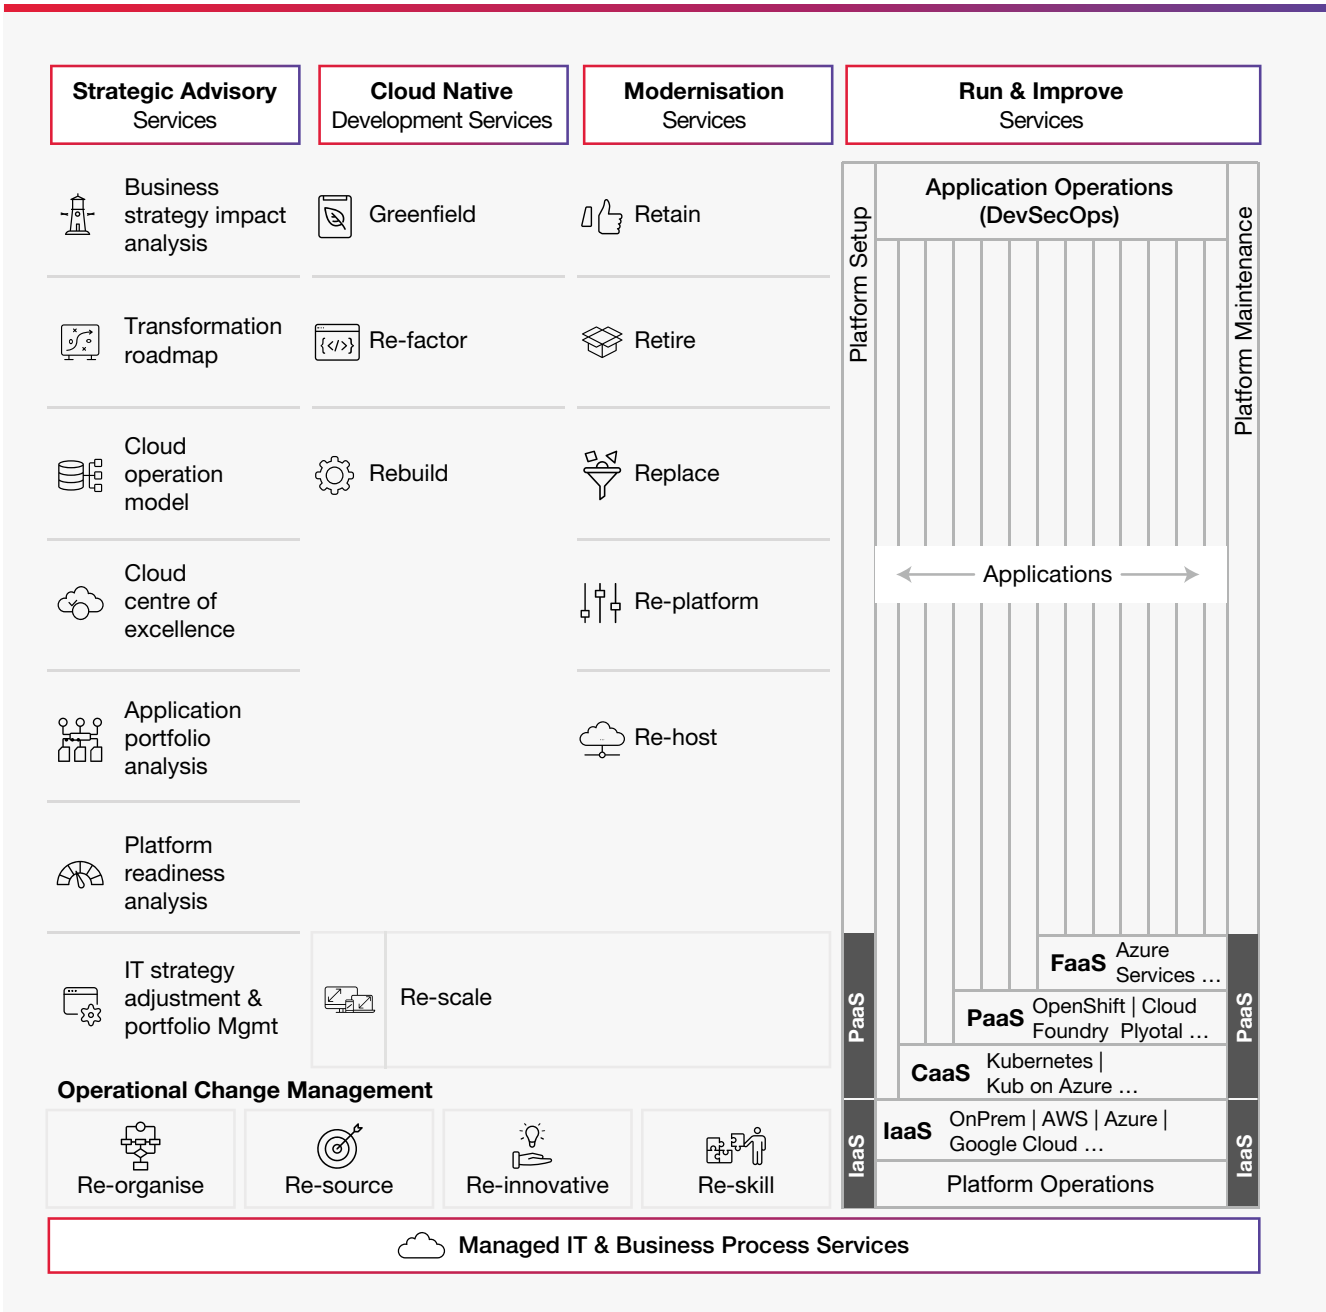 Strategic Advisory
Services
Cloud Native
Development Services
Modernisation
Services
Run & Improve
Services
Business
strategy impact
analysis
Transformation
roadmap
Cloud
operation
model
Cloud
centre of
excellence
Application
portfolio
analysis
Platform
readiness
analysis
IT strategy
adjustment &
portfolio Mgmt
Greenfield
Re-factor
Rebuild
Retain
Retire
Replace
Re-platform
Re-host
Re-scale
Platform Setup
Application Operations
(DevSecOps)
Platform Maintenance
Applications
PaaS
FaaS Azure
Services ...
PaaS OpenShift | Cloud
Foundry Plyotal ...
CaaS Kubernetes |
Kub on Azure ...
PaaS
IaaS
IaaS OnPrem | AWS | Azure |
Google Cloud ...
Platform Operations
IaaS
Operational Change Management
Re-organise
Re-source
Re-innovative
Re-skill
Managed IT & Business Process Services